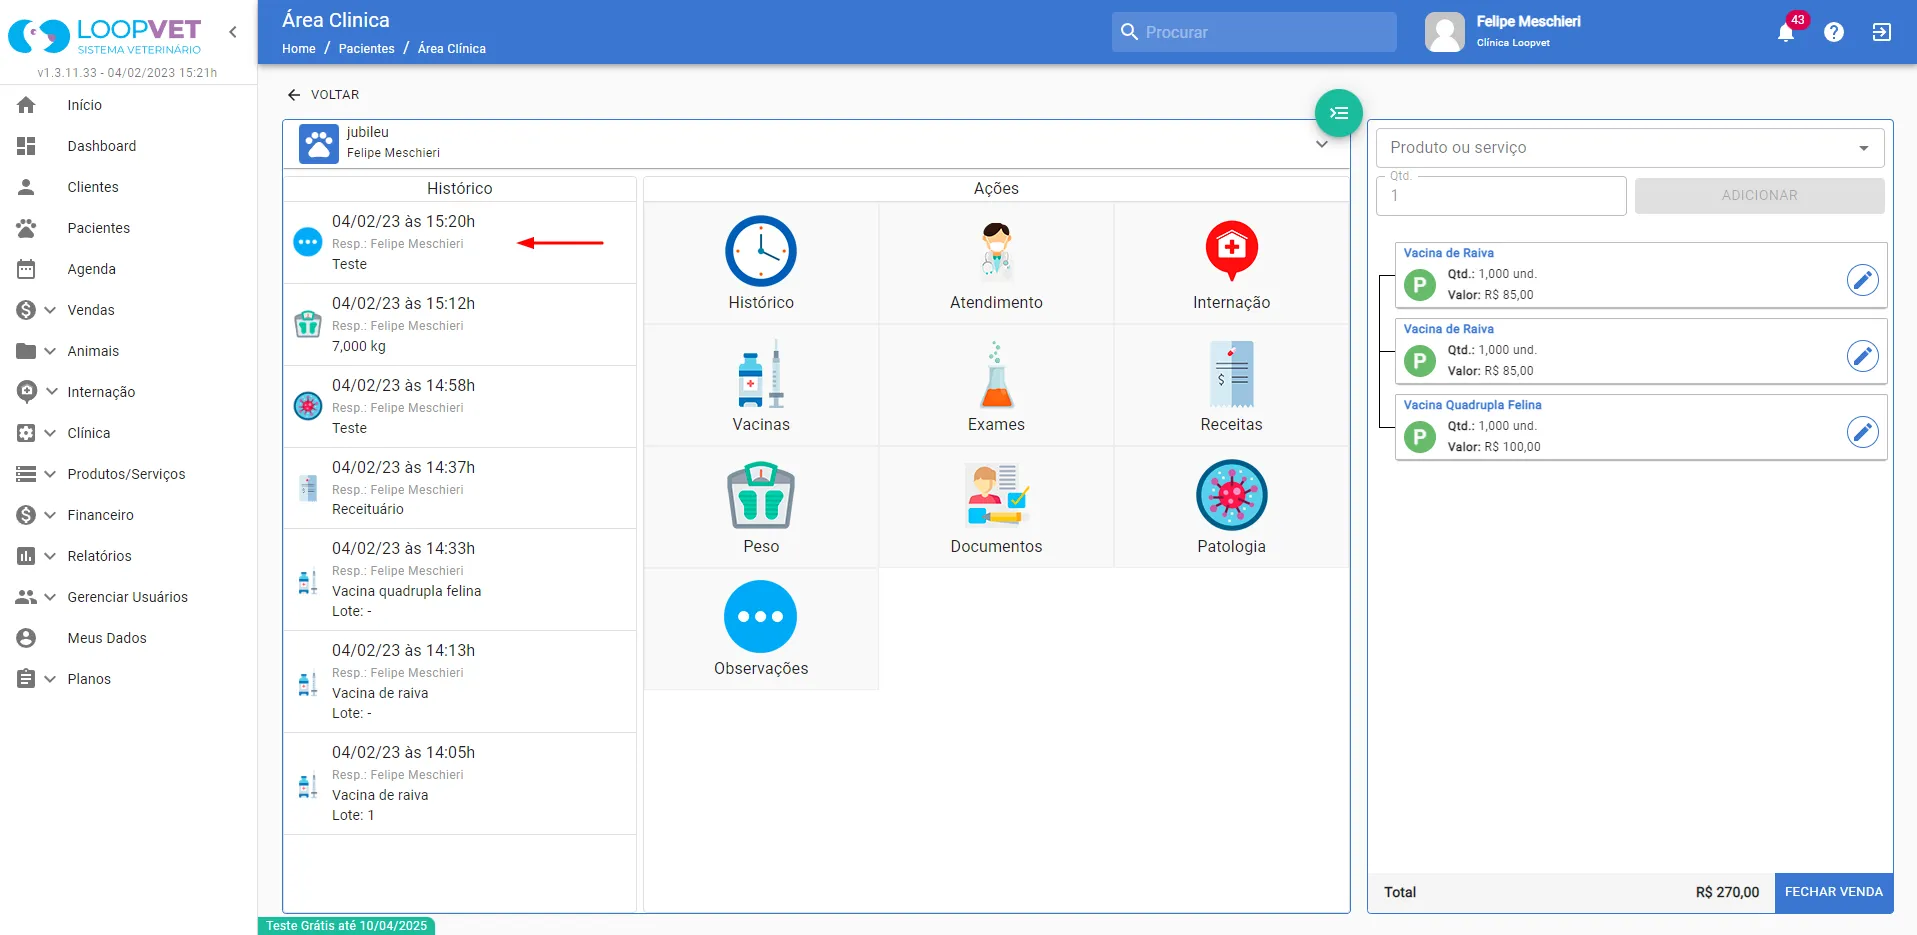 LOOPVET
SISTEMA VETERINÁRIO
v1.3.11.33 - 04/02/2023 15:21h
Início
Dashboard
Clientes
Pacientes
Agenda
Vendas
Animais
Internação
Clínica
Produtos/Serviços
Financeiro
Relatórios
Gerenciar Usuários
Meus Dados
Planos
Área Clinica
Home / Pacientes / Área Clínica
Procurar
Felipe Meschieri
Clínica Loopvet
43
?
VOLTAR
jubileu
Felipe Meschieri
Histórico
04/02/23 às 15:20h
Resp.: Felipe Meschieri
Teste
04/02/23 às 15:12h
Resp.: Felipe Meschieri
7,000 kg
04/02/23 às 14:58h
Resp.: Felipe Meschieri
Teste
04/02/23 às 14:37h
Resp.: Felipe Meschieri
Receituário
04/02/23 às 14:33h
Resp.: Felipe Meschieri
Vacina quadrupla felina
Lote: -
04/02/23 às 14:13h
Resp.: Felipe Meschieri
Vacina de raiva
Lote: -
04/02/23 às 14:05h
Resp.: Felipe Meschieri
Vacina de raiva
Lote: 1
Ações
Histórico
Atendimento
Internação
Vacinas
Exames
$
Receitas
Peso
Documentos
Patologia
Observações
Produto ou serviço
Qtd.
1
ADICIONAR
Vacina de Raiva
P
Qtd.: 1,000 und.
Valor: R$ 85,00
Vacina de Raiva
P
Qtd.: 1,000 und.
Valor: R$ 85,00
Vacina Quadrupla Felina
P
Qtd.: 1,000 und.
Valor: R$ 100,00
Total
R$ 270,00
FECHAR VENDA
Teste Grátis até 10/04/2025